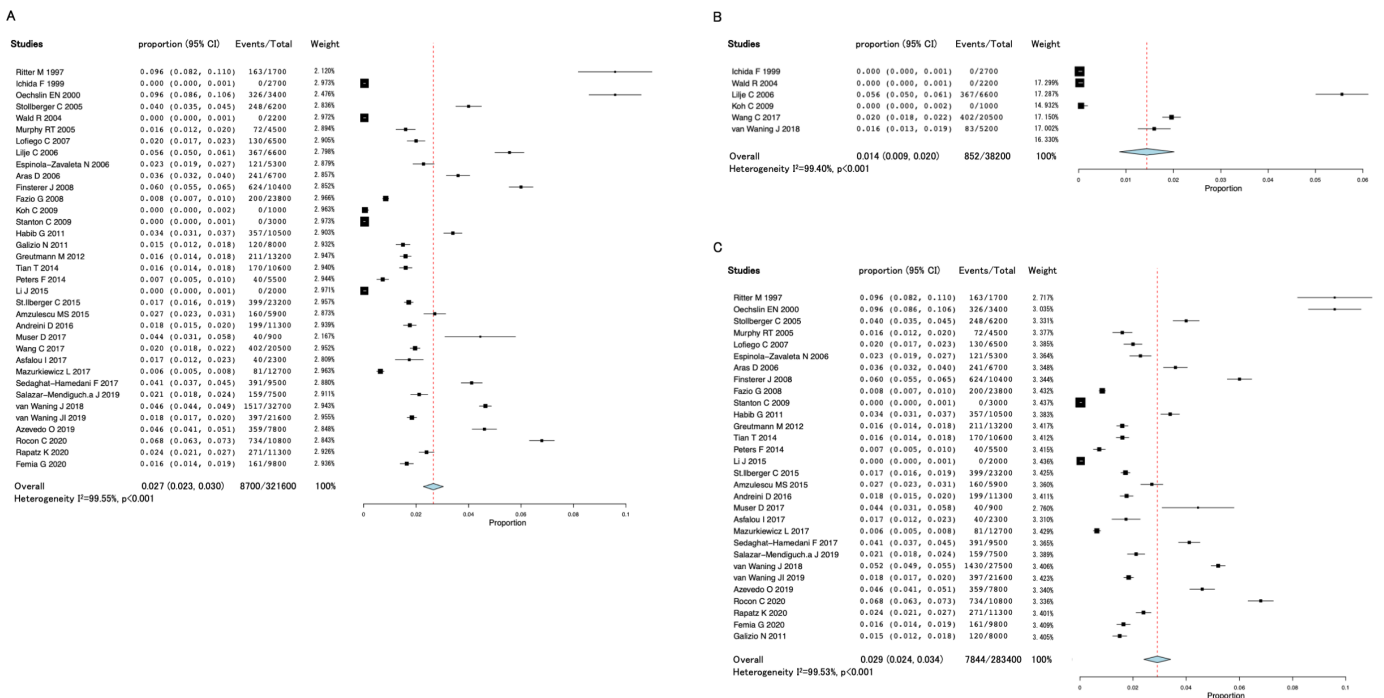 A
Studies proportion (95% CI) Events/Total Weight
Ritter M 1997 0.096 (0.082, 0.110) 163/1700 2.120%
Ichida F 1999 0.000 (0.000, 0.001) 0/2700 2.973%
Oechslin EN 2000 0.096 (0.086, 0.106) 326/3400 2.476%
Stollberger C 2005 0.040 (0.035, 0.045) 248/6200 2.836%
Wald R 2004 0.000 (0.000, 0.001) 0/2200 2.972%
Murphy RT 2005 0.016 (0.012, 0.020) 72/4500 2.894%
Lofiego C 2007 0.020 (0.017, 0.023) 130/6500 2.905%
Lilje C 2006 0.056 (0.050, 0.061) 367/6600 2.798%
Espinola-Zavaleta N 2006 0.023 (0.019, 0.027) 121/5300 2.879%
Aras D 2006 0.036 (0.032, 0.040) 241/6700 2.857%
Finsterer J 2008 0.060 (0.055, 0.065) 624/10400 2.852%
Fazio G 2008 0.008 (0.007, 0.010) 200/23800 2.966%
Koh C 2009 0.000 (0.000, 0.002) 0/1000 2.963%
Stanton C 2009 0.000 (0.000, 0.001) 0/3000 2.973%
Habib G 2011 0.034 (0.031, 0.037) 357/10500 2.903%
Galizio N 2011 0.015 (0.012, 0.018) 120/8000 2.932%
Greutmann M 2012 0.016 (0.014, 0.018) 211/13200 2.947%
Tian T 2014 0.016 (0.014, 0.018) 170/10600 2.940%
Peters F 2014 0.007 (0.005, 0.010) 40/5500 2.944%
Li J 2015 0.000 (0.000, 0.001) 0/2000 2.971%
St.llberger C 2015 0.017 (0.016, 0.019) 399/23200 2.957%
Amzulescu MS 2015 0.027 (0.023, 0.031) 160/5900 2.873%
Andreini D 2016 0.018 (0.015, 0.020) 199/11300 2.939%
Muser D 2017 0.044 (0.031, 0.058) 40/900 2.167%
Wang C 2017 0.020 (0.018, 0.022) 402/20500 2.952%
Asfalou I 2017 0.017 (0.012, 0.023) 40/2300 2.809%
Mazurkiewicz L 2017 0.006 (0.005, 0.008) 81/12700 2.963%
Sedaghat-Hamedani F 2017 0.041 (0.037, 0.045) 391/9500 2.880%
Salazar-Mendiguch.a J 2019 0.021 (0.018, 0.024) 159/7500 2.911%
van Waning J 2018 0.046 (0.044, 0.049) 1517/32700 2.943%
van Waning JI 2019 0.018 (0.017, 0.020) 397/21600 2.955%
Azevedo O 2019 0.046 (0.041, 0.051) 359/7800 2.848%
Rocon C 2020 0.068 (0.063, 0.073) 734/10800 2.843%
Rapatz K 2020 0.024 (0.021, 0.027) 271/11300 2.926%
Femia G 2020 0.016 (0.014, 0.019) 161/9800 2.936%
Overall 0.027 (0.023, 0.030) 8700/321600 100%
Heterogeneity I²=99.55%, p<0.001
0 0.02 0.04 0.06 0.08 0.1
Proportion
B
Studies proportion (95% CI) Events/Total Weight
Ichida F 1999 0.000 (0.000, 0.001) 0/2700
Wald R 2004 0.000 (0.000, 0.001) 0/2200 17.299%
Lilje C 2006 0.056 (0.050, 0.061) 367/6600 17.287%
Koh C 2009 0.000 (0.000, 0.002) 0/1000 14.932%
Wang C 2017 0.020 (0.018, 0.022) 402/20500 17.150%
van Waning J 2018 0.016 (0.013, 0.019) 83/5200 17.002%
16.330%
Overall 0.014 (0.009, 0.020) 852/38200 100%
Heterogeneity I²=99.40%, p<0.001
0 0.01 0.02 0.03 0.04 0.05 0.06
Proportion
C
Studies proportion (95% CI) Events/Total Weight
Ritter M 1997 0.096 (0.082, 0.110) 163/1700 2.717%
Oechslin EN 2000 0.096 (0.086, 0.106) 326/3400 3.035%
Stollberger C 2005 0.040 (0.035, 0.045) 248/6200 3.331%
Murphy RT 2005 0.016 (0.012, 0.020) 72/4500 3.377%
Lofiego C 2007 0.020 (0.017, 0.023) 130/6500 3.385%
Espinola-Zavaleta N 2006 0.023 (0.019, 0.027) 121/5300 3.364%
Aras D 2006 0.036 (0.032, 0.040) 241/6700 3.348%
Finsterer J 2008 0.060 (0.055, 0.065) 624/10400 3.344%
Fazio G 2008 0.008 (0.007, 0.010) 200/23800 3.432%
Stanton C 2009 0.000 (0.000, 0.001) 0/3000 3.437%
Habib G 2011 0.034 (0.031, 0.037) 357/10500 3.383%
Greutmann M 2012 0.016 (0.014, 0.018) 211/13200 3.417%
Tian T 2014 0.016 (0.014, 0.018) 170/10600 3.412%
Peters F 2014 0.007 (0.005, 0.010) 40/5500 3.415%
Li J 2015 0.000 (0.000, 0.001) 0/2000 3.436%
St.llberger C 2015 0.017 (0.016, 0.019) 399/23200 3.425%
Amzulescu MS 2015 0.027 (0.023, 0.031) 160/5900 3.360%
Andreini D 2016 0.018 (0.015, 0.020) 199/11300 3.411%
Muser D 2017 0.044 (0.031, 0.058) 40/900 2.760%
Asfalou I 2017 0.017 (0.012, 0.023) 40/2300 3.310%
Mazurkiewicz L 2017 0.006 (0.005, 0.008) 81/12700 3.429%
Sedaghat-Hamedani F 2017 0.041 (0.037, 0.045) 391/9500 3.365%
Salazar-Mendiguch.a J 2019 0.021 (0.018, 0.024) 159/7500 3.389%
van Waning J 2018 0.052 (0.049, 0.055) 1430/27500 3.406%
van Waning JI 2019 0.018 (0.017, 0.020) 397/21600 3.423%
Azevedo O 2019 0.046 (0.041, 0.051) 359/7800 3.340%
Rocon C 2020 0.068 (0.063, 0.073) 734/10800 3.336%
Rapatz K 2020 0.024 (0.021, 0.027) 271/11300 3.401%
Femia G 2020 0.016 (0.014, 0.019) 161/9800 3.409%
Galizio N 2011 0.015 (0.012, 0.018) 120/8000 3.405%
Overall 0.029 (0.024, 0.034) 7844/283400 100%
Heterogeneity I²=99.53%, p<0.001
0 0.02 0.04 0.06 0.08 0.1
Proportion